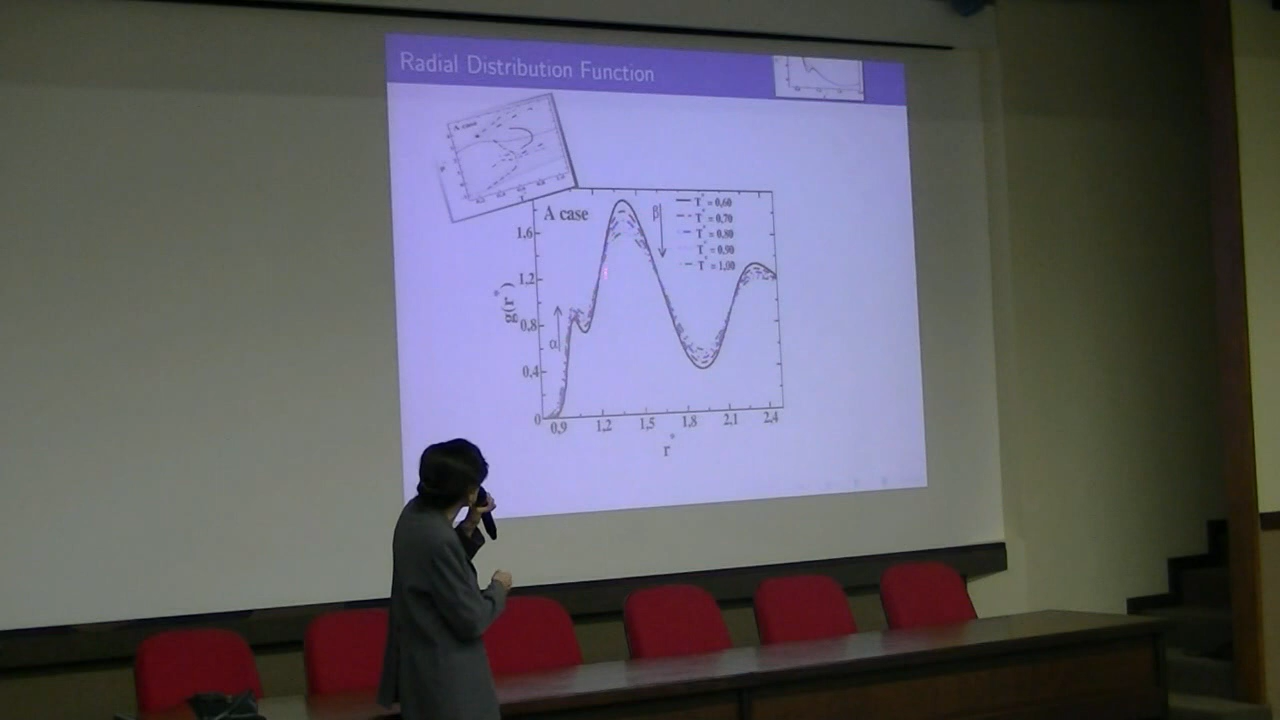 Radial Distribution Function
A case
A case
T* = 0,60
T* = 0,70
T* = 0,80
T* = 0,90
T* = 1,00
β
α
g(r*)
1,6
1,2
0,8
0,4
0
0,9 1,2 1,5 1,8 2,1 2,4
r*